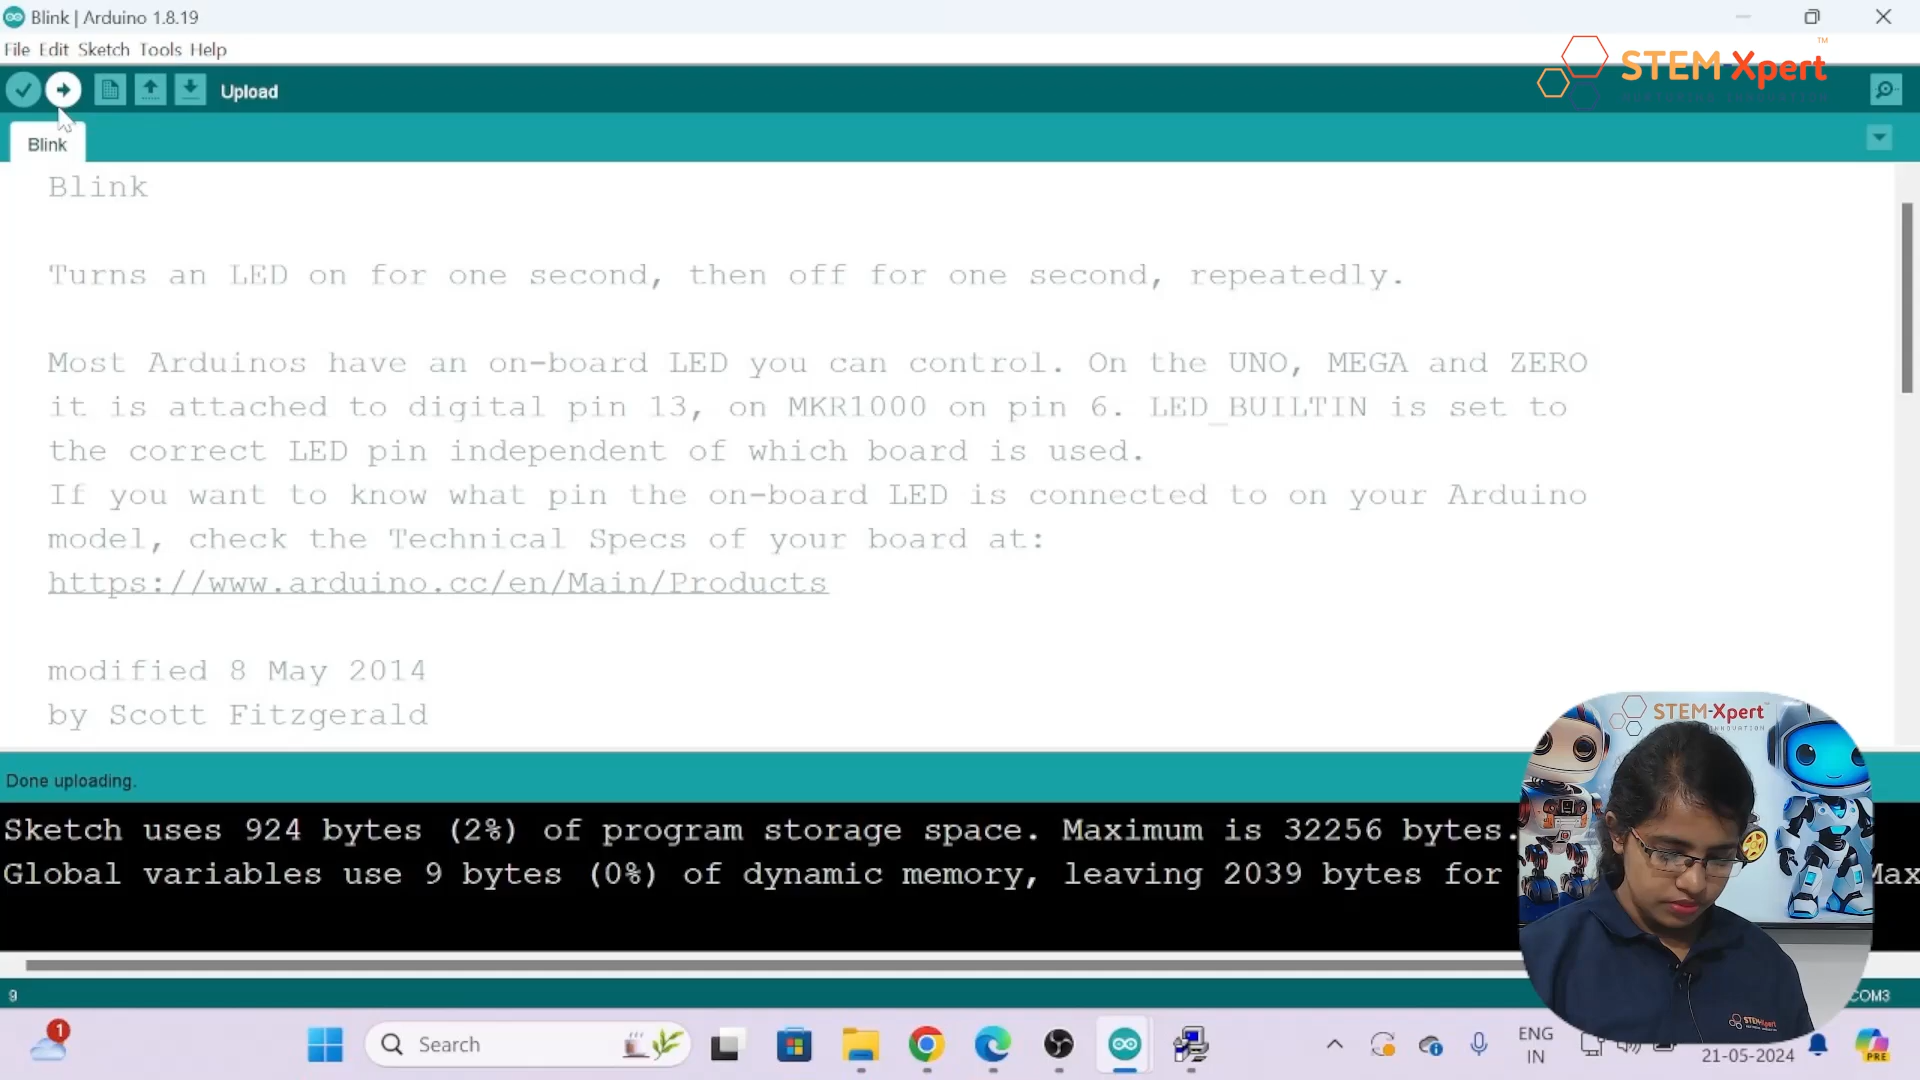 Blink | Arduino 1.8.19
File Edit Sketch Tools Help
STEM Xpert
TM
Upload
Blink
Blink
Turns an LED on for one second, then off for one second, repeatedly.
Most Arduinos have an on-board LED you can control. On the UNO, MEGA and ZERO
it is attached to digital pin 13, on MKR1000 on pin 6. LED_BUILTIN is set to
the correct LED pin independent of which board is used.
If you want to know what pin the on-board LED is connected to on your Arduino
model, check the Technical Specs of your board at:
https://www.arduino.cc/en/Main/Products
modified 8 May 2014
by Scott Fitzgerald
STEM-Xpert
Done uploading.
Sketch uses 924 bytes (2%) of program storage space. Maximum is 32256 bytes.
Global variables use 9 bytes (0%) of dynamic memory, leaving 2039 bytes for Max
9
COM3
1
Search
ENG
IN
21-05-2024
PRE